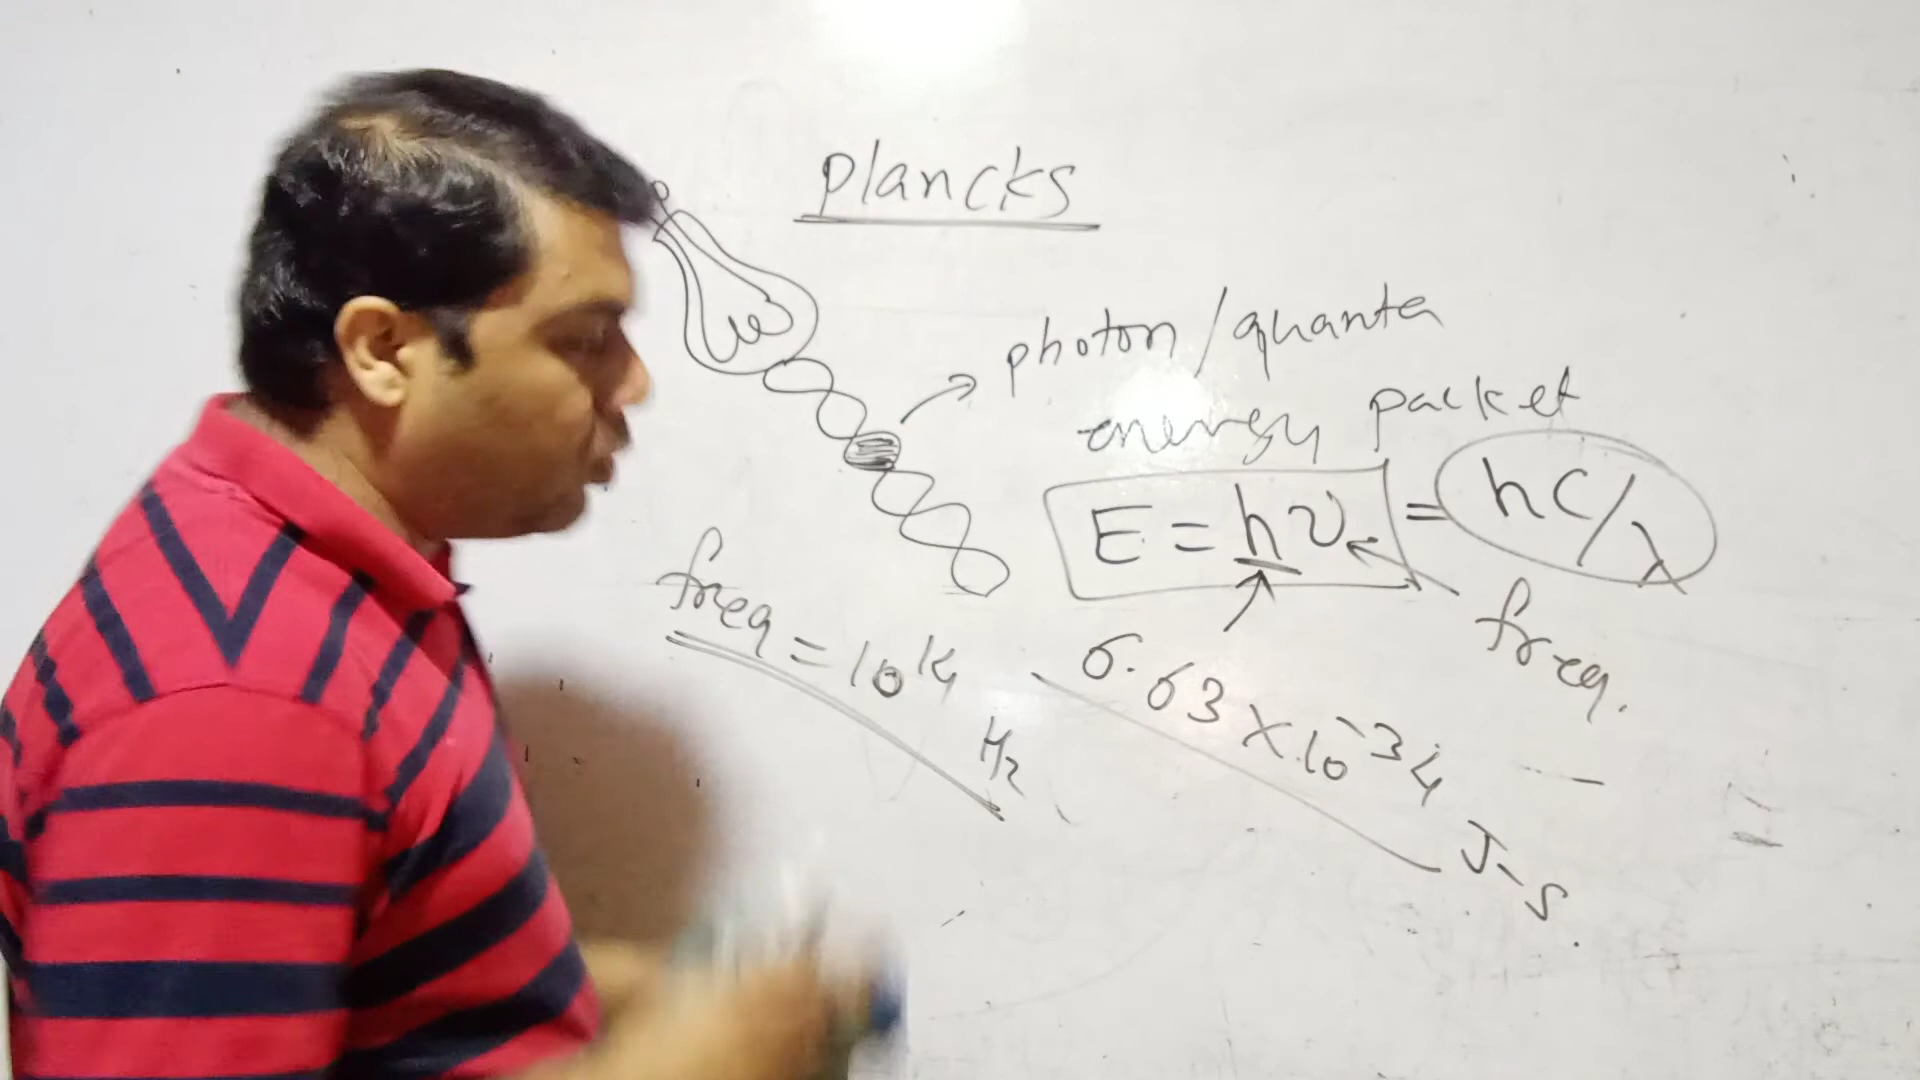 plancks
photon/quanta
energy packet
E = hν = hc/λ
freq = 10¹⁴
Hz
freq.
6.63 × 10⁻³⁴
J-s